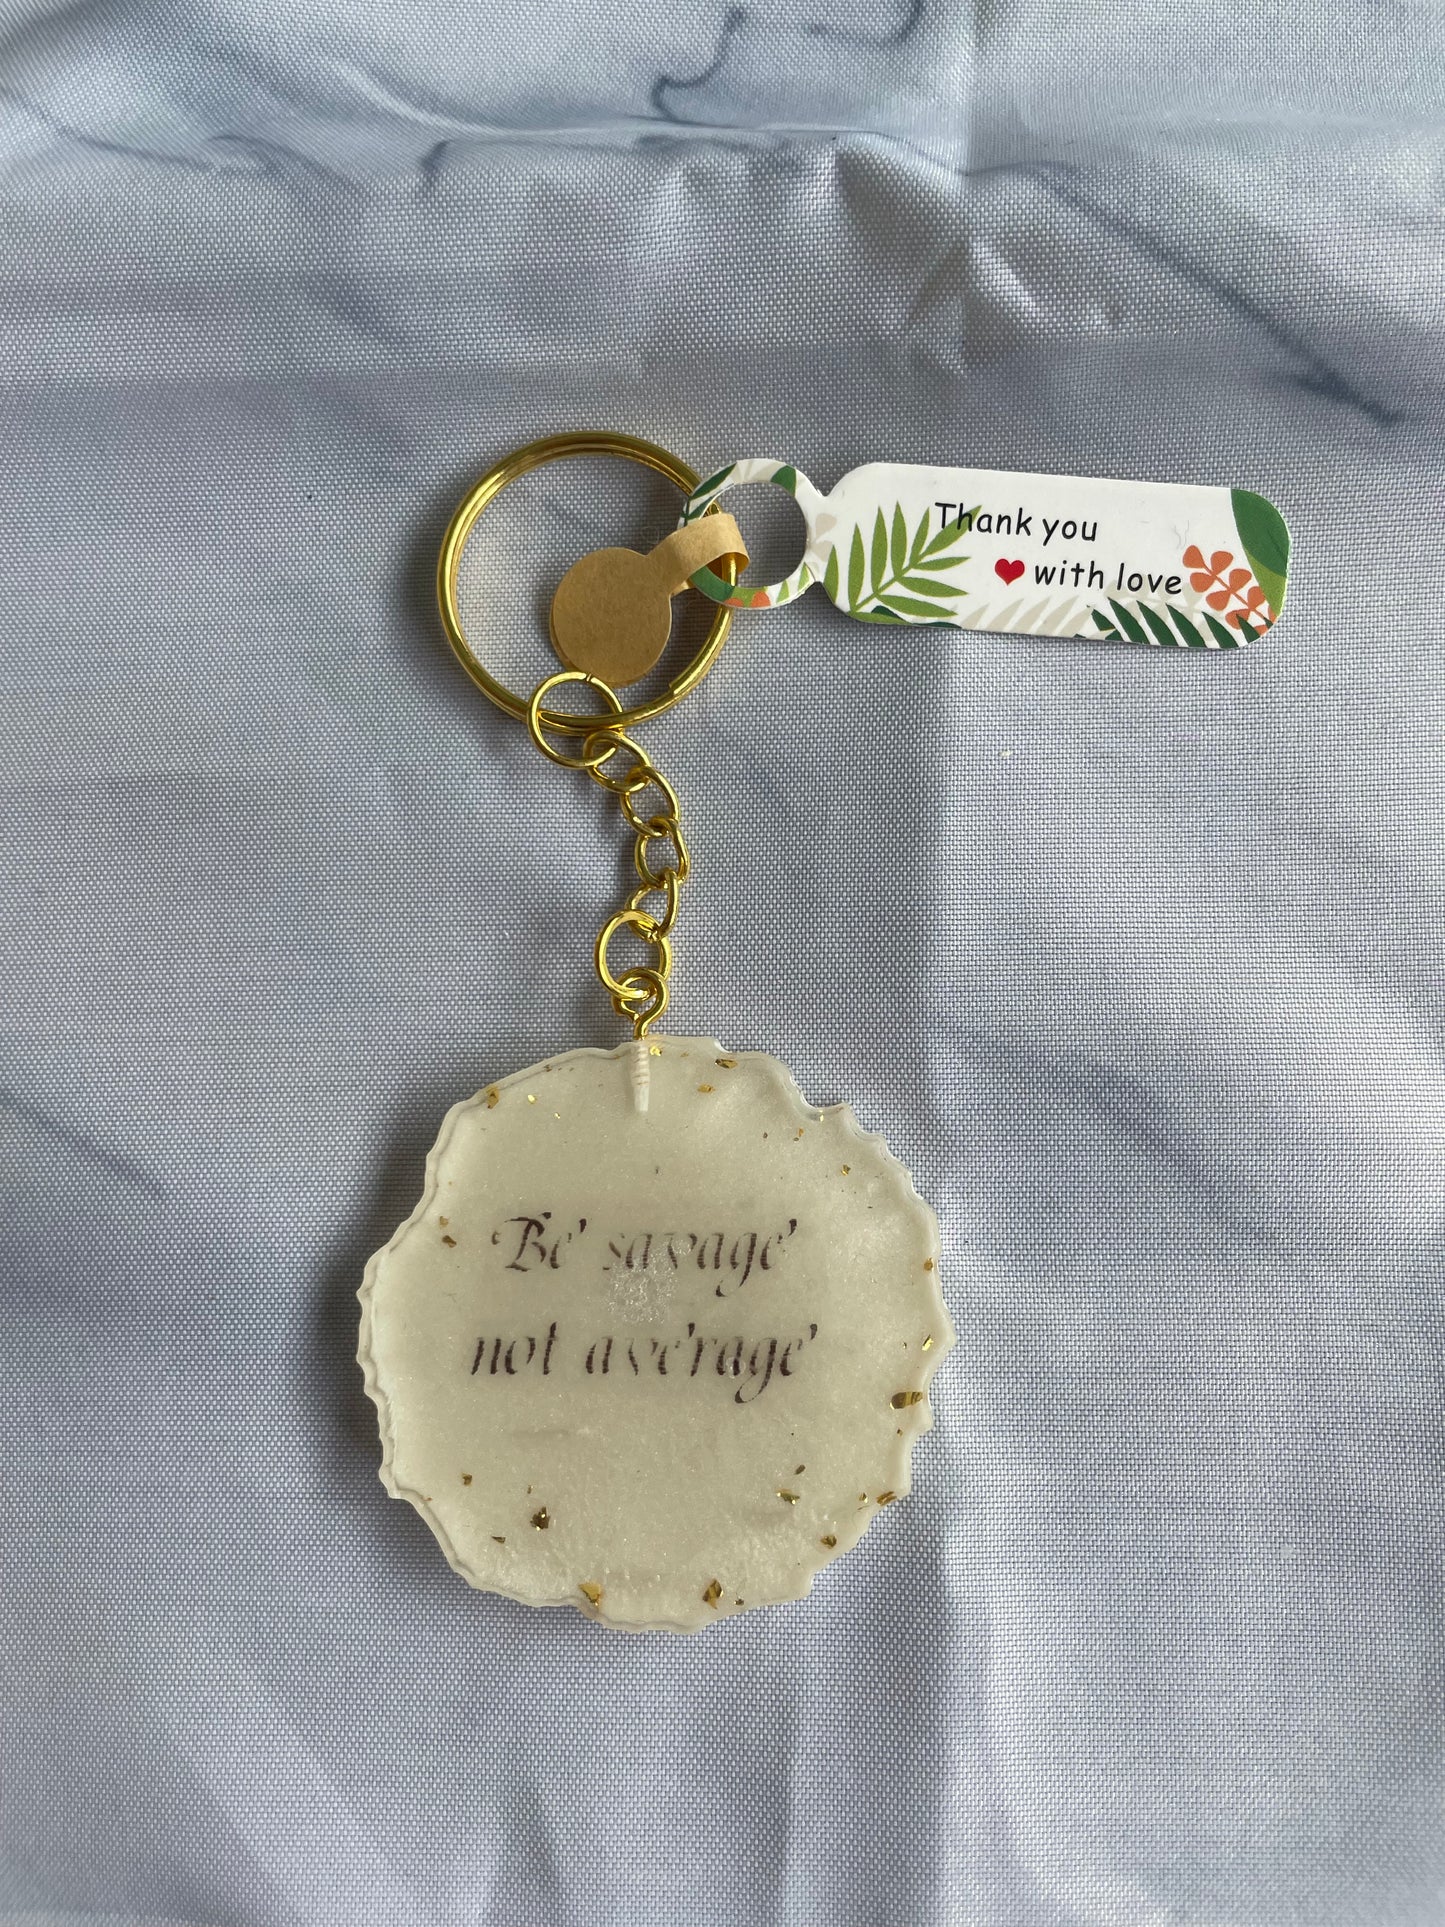 Thank you
with love
Be savage
not average